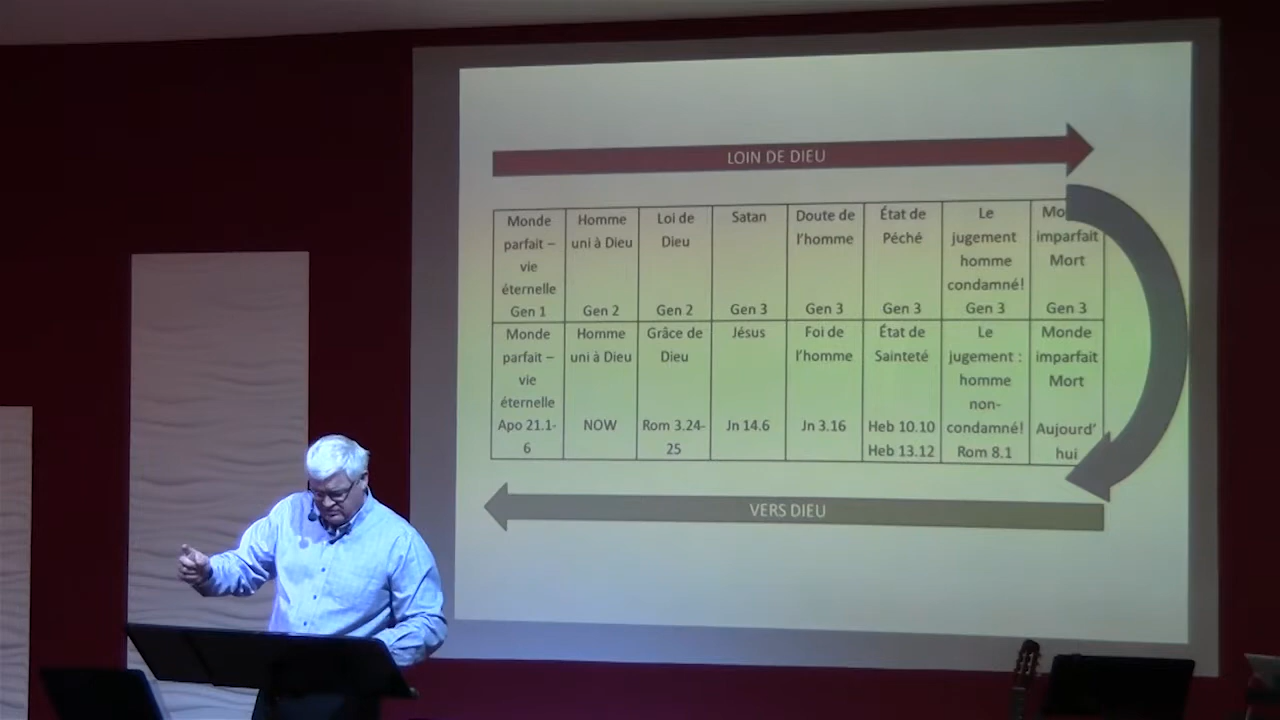 LOIN DE DIEU
Monde
parfait –
vie
éternelle
Gen 1
Homme
uni à Dieu
Gen 2
Loi de
Dieu
Gen 2
Satan
Gen 3
Doute de
l’homme
Gen 3
État de
Péché
Gen 3
Le
jugement
homme
condamné!
Gen 3
Mo
imparfait
Mort
Gen 3
Monde
parfait –
vie
éternelle
Apo 21.1-
6
Homme
uni à Dieu
NOW
Grâce de
Dieu
Rom 3.24-
25
Jésus
Jn 14.6
Foi de
l’homme
Jn 3.16
État de
Sainteté
Heb 10.10
Heb 13.12
Le
jugement :
homme
non-
condamné!
Rom 8.1
Monde
imparfait
Mort
Aujourd’
hui
VERS DIEU